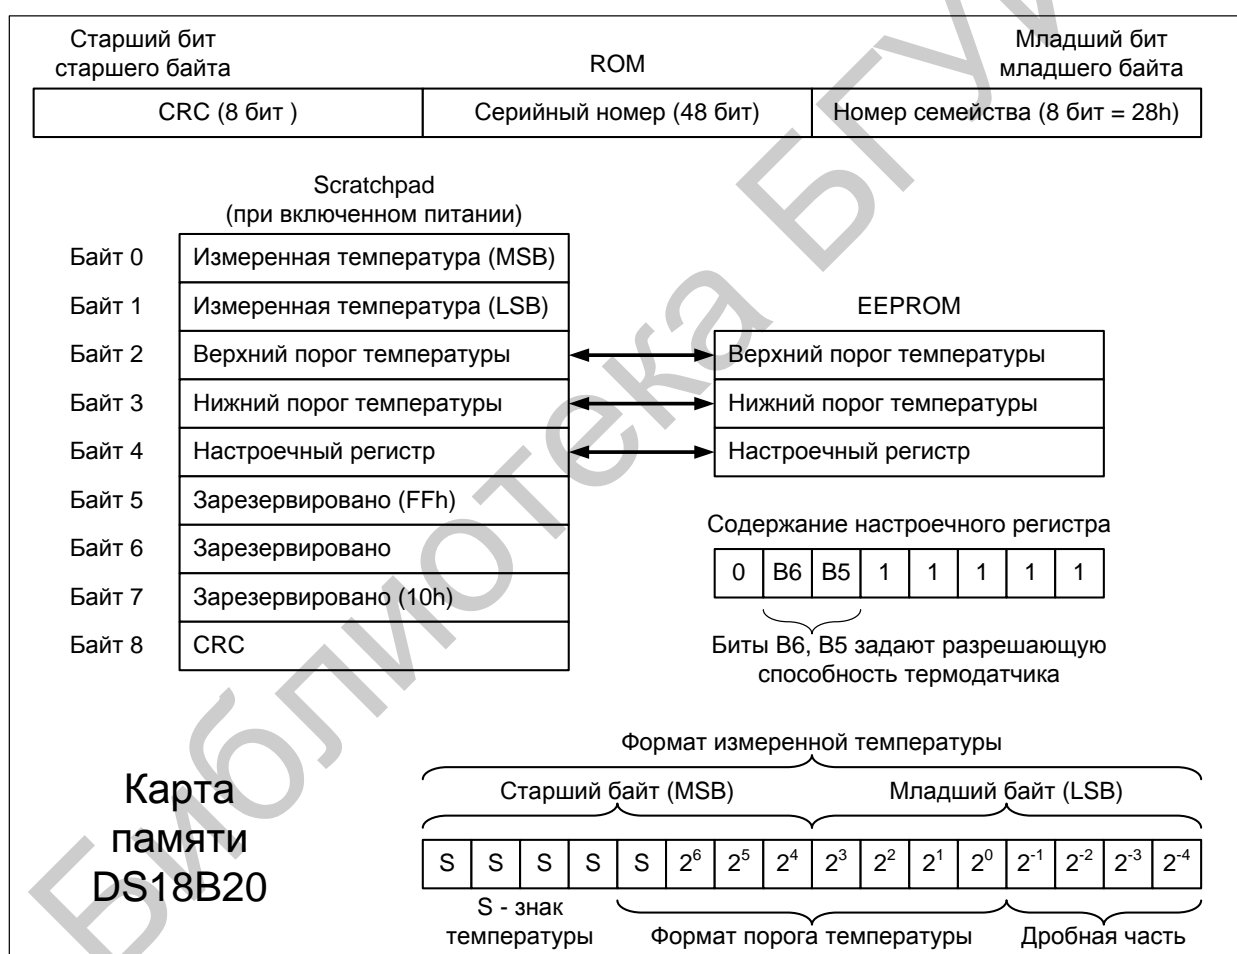 Старший бит
старшего байта
ROM
Младший бит
младшего байта
CRC (8 бит )
Серийный номер (48 бит)
Номер семейства (8 бит = 28h)
Scratchpad
(при включенном питании)
Байт 0
Измеренная температура (MSB)
Байт 1
Измеренная температура (LSB)
EEPROM
Байт 2
Верхний порог температуры
Верхний порог температуры
Байт 3
Нижний порог температуры
Нижний порог температуры
Байт 4
Настроечный регистр
Настроечный регистр
Байт 5
Зарезервировано (FFh)
Байт 6
Зарезервировано
Байт 7
Зарезервировано (10h)
Байт 8
CRC
Содержание настроечного регистра
0 B6 B5 1 1 1 1 1
Биты B6, B5 задают разрешающую
способность термодатчика
Карта
памяти
DS18B20
Формат измеренной температуры
Старший байт (MSB)
Младший байт (LSB)
S S S S S 2⁶ 2⁵ 2⁴ 2³ 2² 2¹ 2⁰ 2⁻¹ 2⁻² 2⁻³ 2⁻⁴
S - знак
температуры
Формат порога температуры
Дробная часть
Библиотека БГУИ